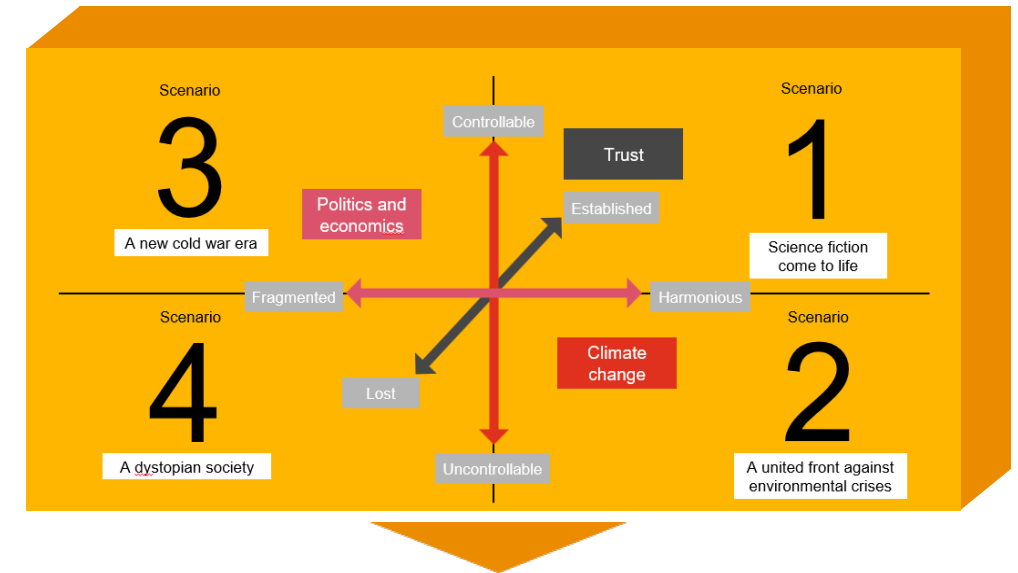 Scenario
3
A new cold war era
Scenario
1
Science fiction
come to life
Controllable
Trust
Established
Politics and
economics
Fragmented
Harmonious
Climate
change
Lost
Uncontrollable
Scenario
4
A dystopian society
Scenario
2
A united front against
environmental crises